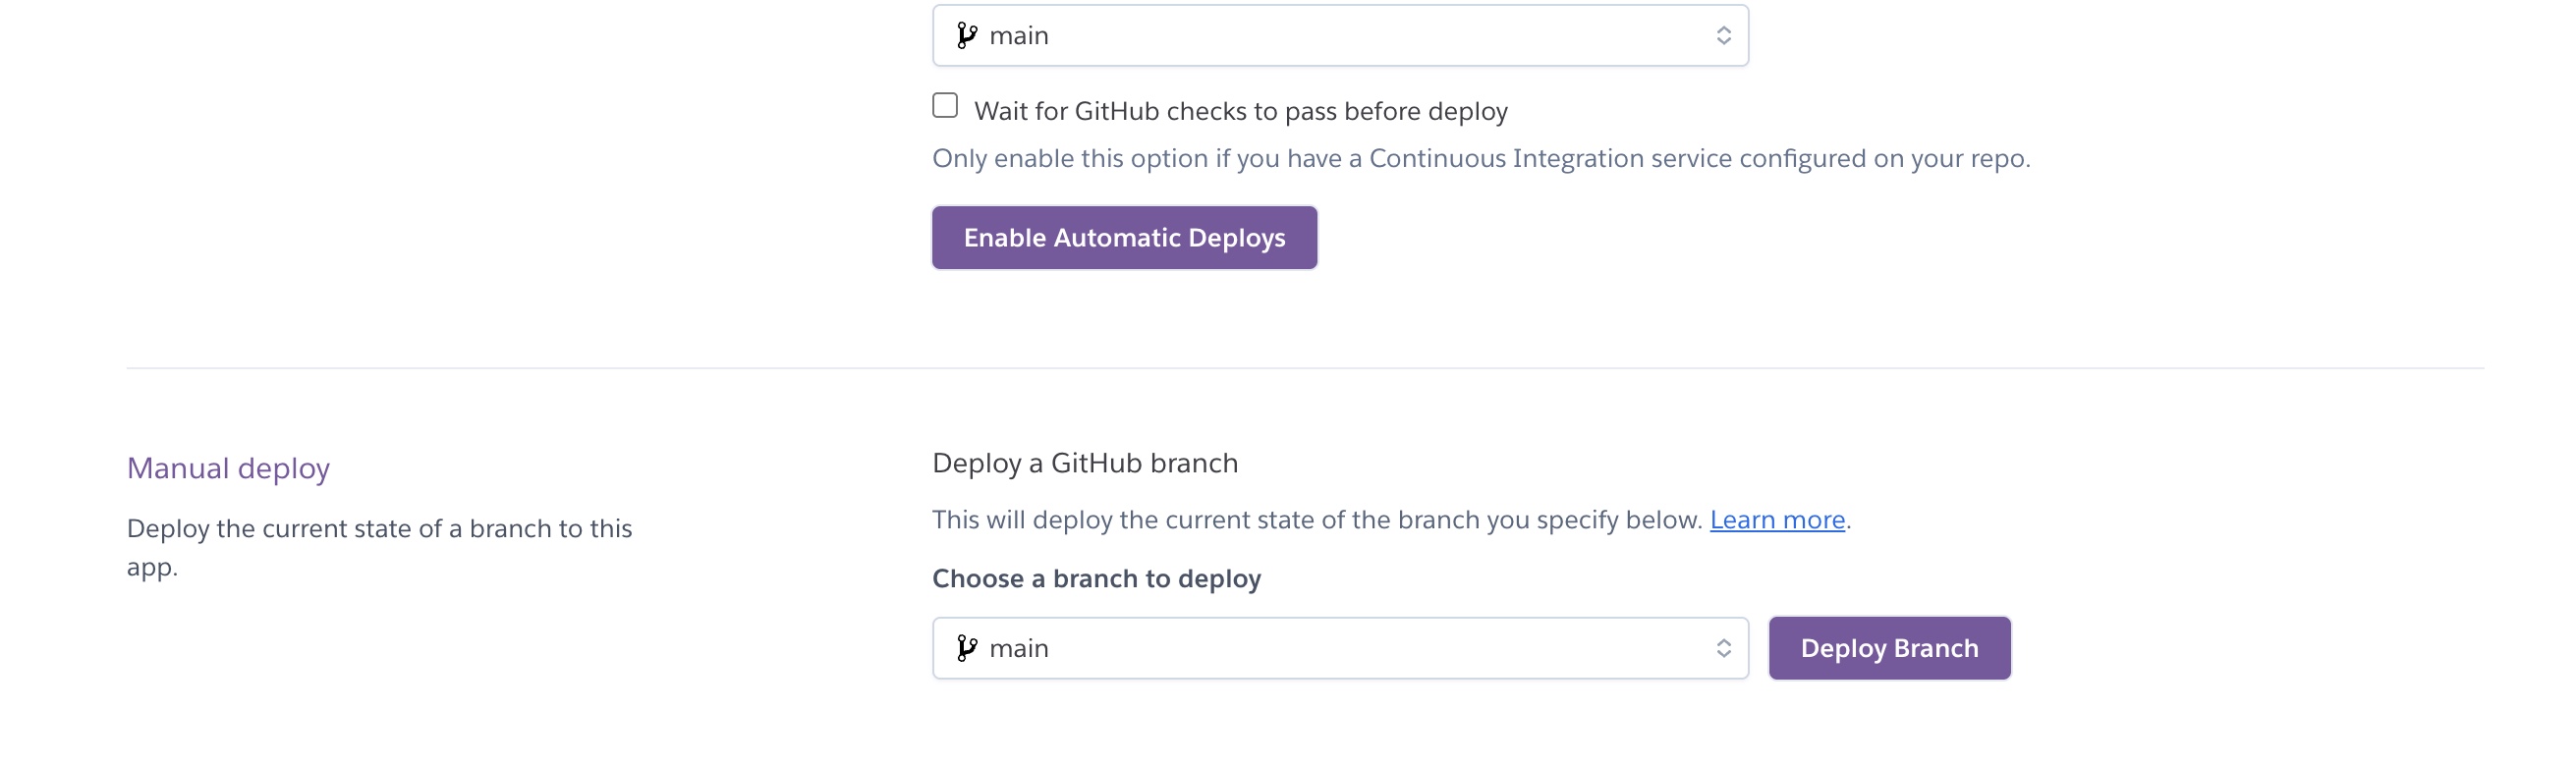 main
Wait for GitHub checks to pass before deploy
Only enable this option if you have a Continuous Integration service configured on your repo.
Enable Automatic Deploys
Manual deploy
Deploy the current state of a branch to this
app.
Deploy a GitHub branch
This will deploy the current state of the branch you specify below. Learn more.
Choose a branch to deploy
main
Deploy Branch